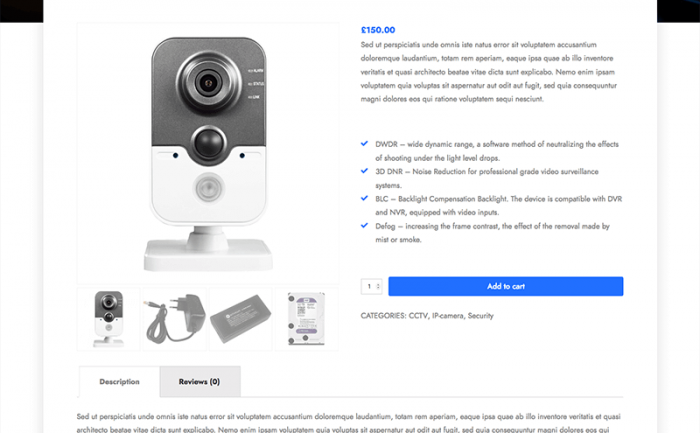 £150.00
Sed ut perspiciatis unde omnis iste natus error sit voluptatem accusantium
doloremque laudantium, totam rem aperiam, eaque ipsa quae ab illo inventore
veritatis et quasi architecto beatae vitae dicta sunt explicabo. Nemo enim ipsam
voluptatem quia voluptas sit aspernatur aut odit aut fugit, sed quia consequuntur
magni dolores eos qui ratione voluptatem sequi nesciunt.
ALARM
STATUS
LINK
DWDR – wide dynamic range, a software method of neutralizing the effects
of shooting under the light level drops.
3D DNR – Noise Reduction for professional grade video surveillance
systems.
BLC – Backlight Compensation Backlight. The device is compatible with DVR
and NVR, equipped with video inputs.
Defog – increasing the frame contrast, the effect of the removal made by
mist or smoke.
1
Add to cart
CATEGORIES: CCTV, IP-camera, Security
Description
Reviews (0)
Sed ut perspiciatis unde omnis iste natus error sit voluptatem accusantium doloremque laudantium, totam rem aperiam, eaque ipsa quae ab illo inventore veritatis et
quasi architecto beatae vitae dicta sunt explicabo. Nemo enim ipsam voluptatem quia voluptas sit aspernatur aut odit aut fugit, sed quia consequuntur magni dolores eos qui